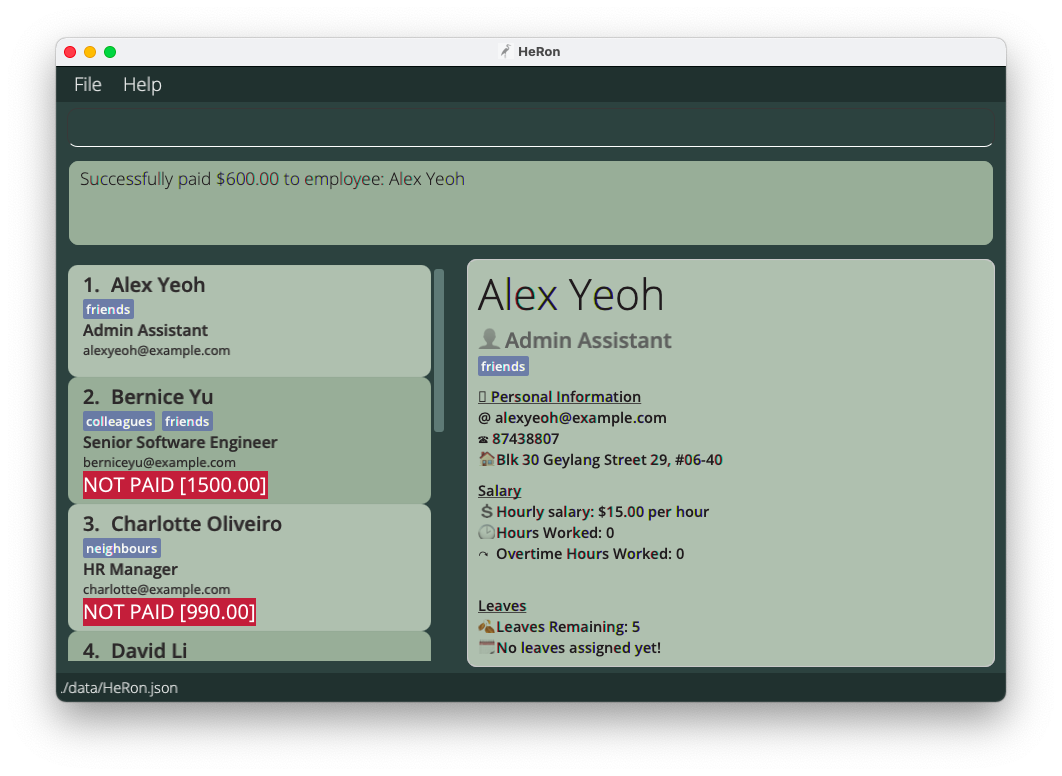 HeRon
File Help
Successfully paid $600.00 to employee: Alex Yeoh
1. Alex Yeoh
friends
Admin Assistant
alexyeoh@example.com
2. Bernice Yu
colleagues friends
Senior Software Engineer
berniceyu@example.com
NOT PAID [1500.00]
3. Charlotte Oliveiro
neighbours
HR Manager
charlotte@example.com
NOT PAID [990.00]
4. David Li
Alex Yeoh
Admin Assistant
friends
Personal Information
@ alexyeoh@example.com
☎ 87438807
Blk 30 Geylang Street 29, #06-40
Salary
$ Hourly salary: $15.00 per hour
Hours Worked: 0
Overtime Hours Worked: 0
Leaves
Leaves Remaining: 5
No leaves assigned yet!
./data/HeRon.json